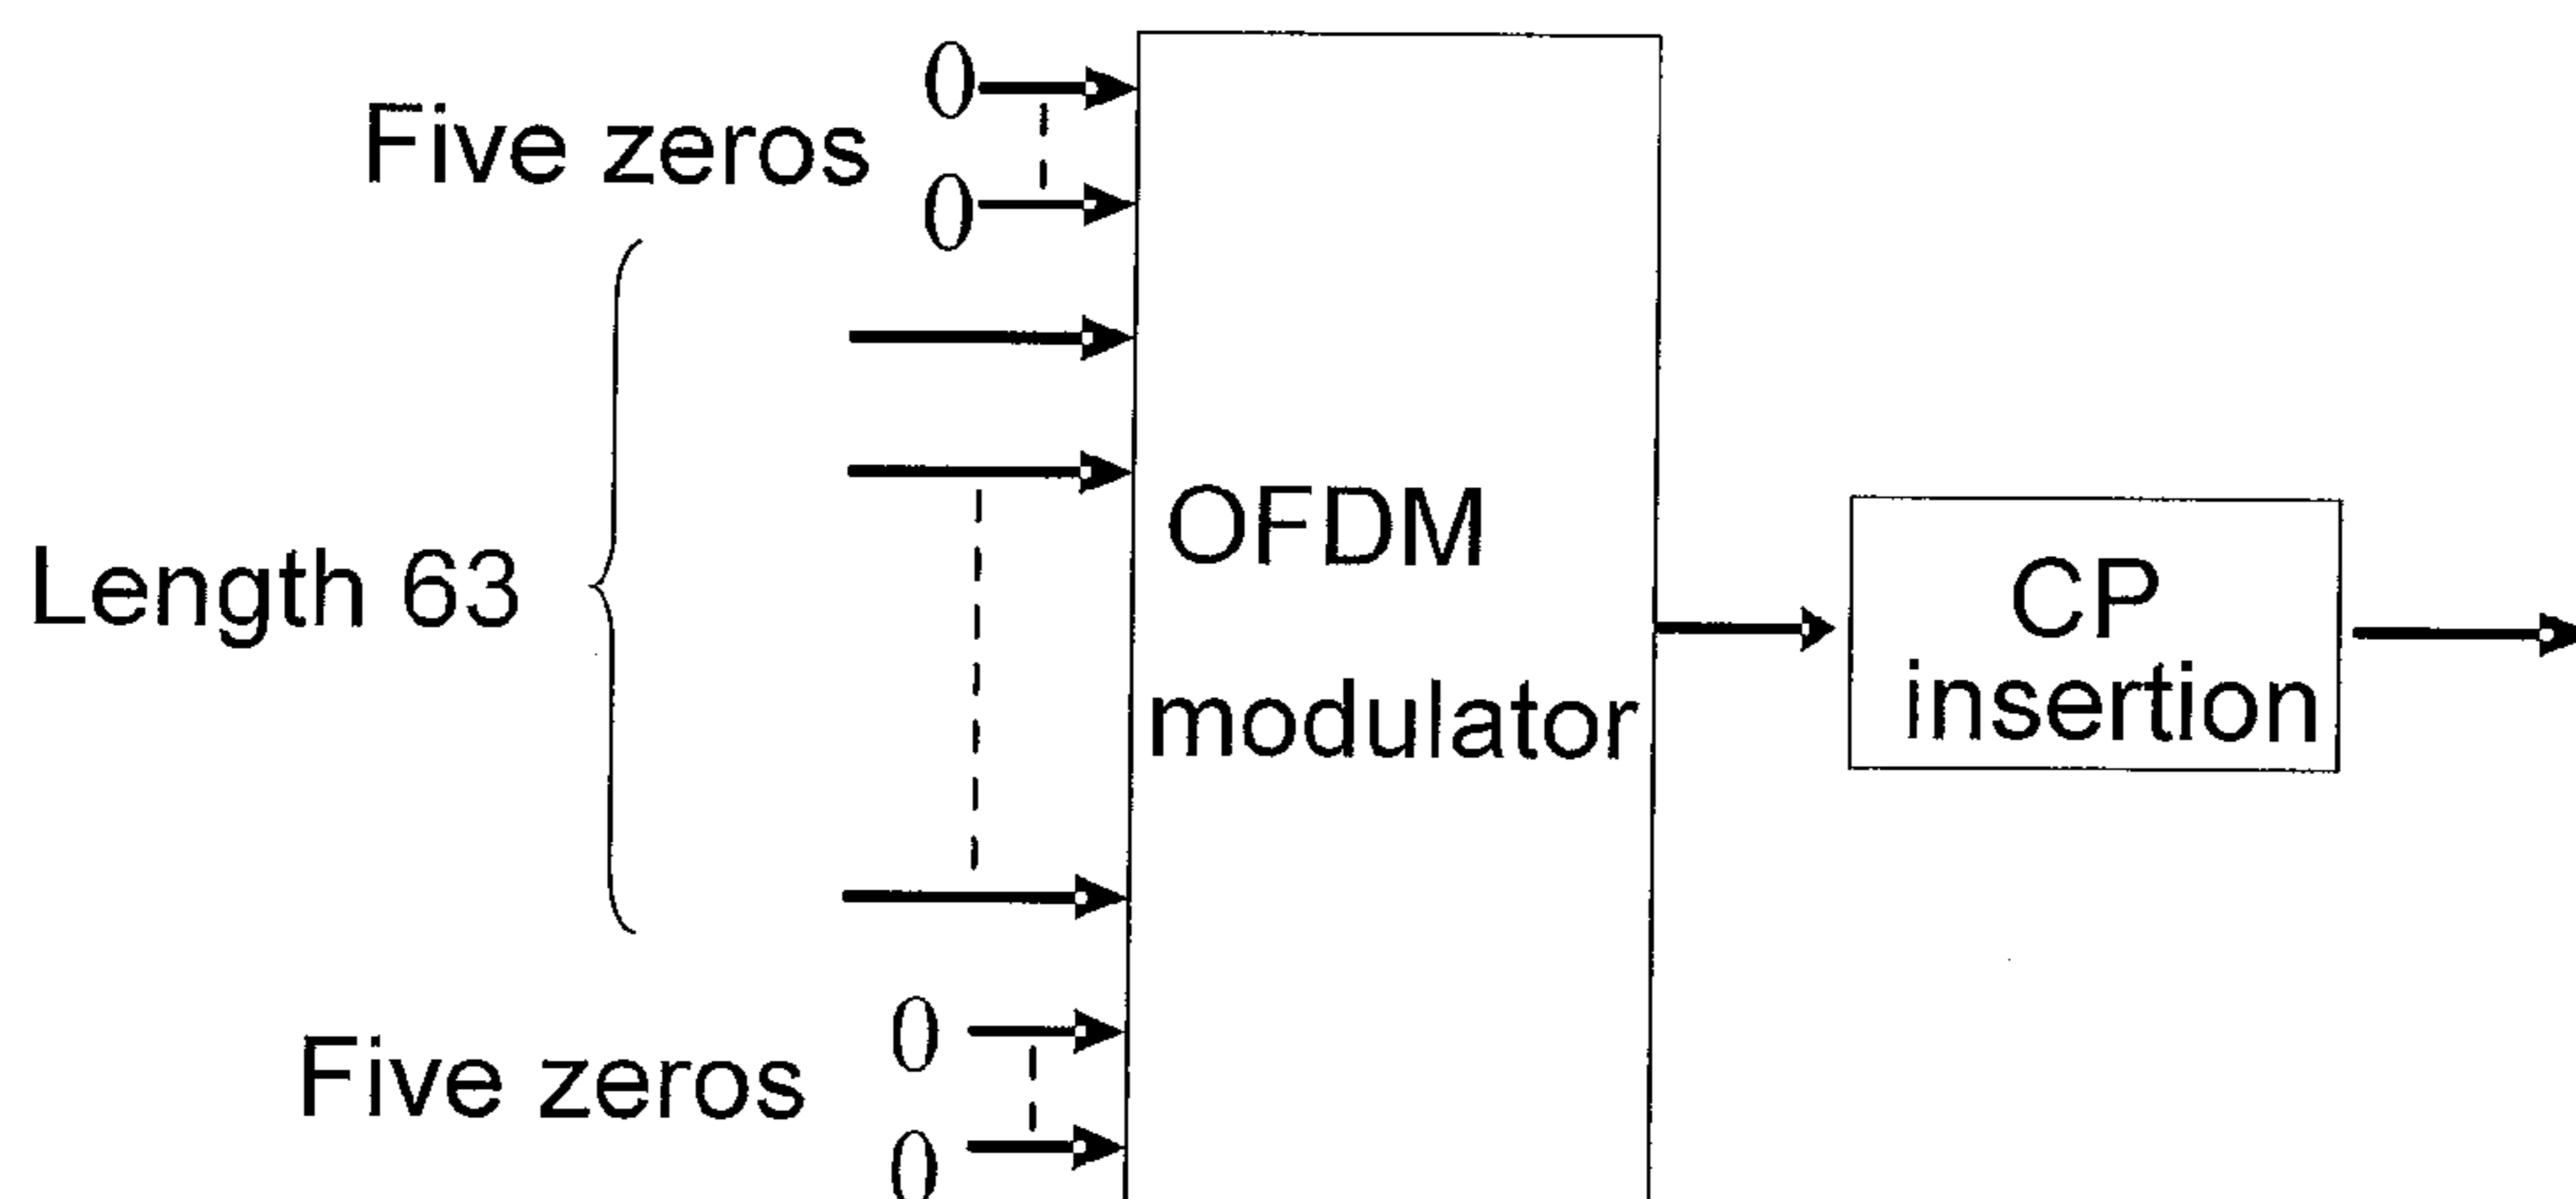 0
Five zeros
0
OFDM
Length 63
CP
insertion
modulator
0
Five zeros
0